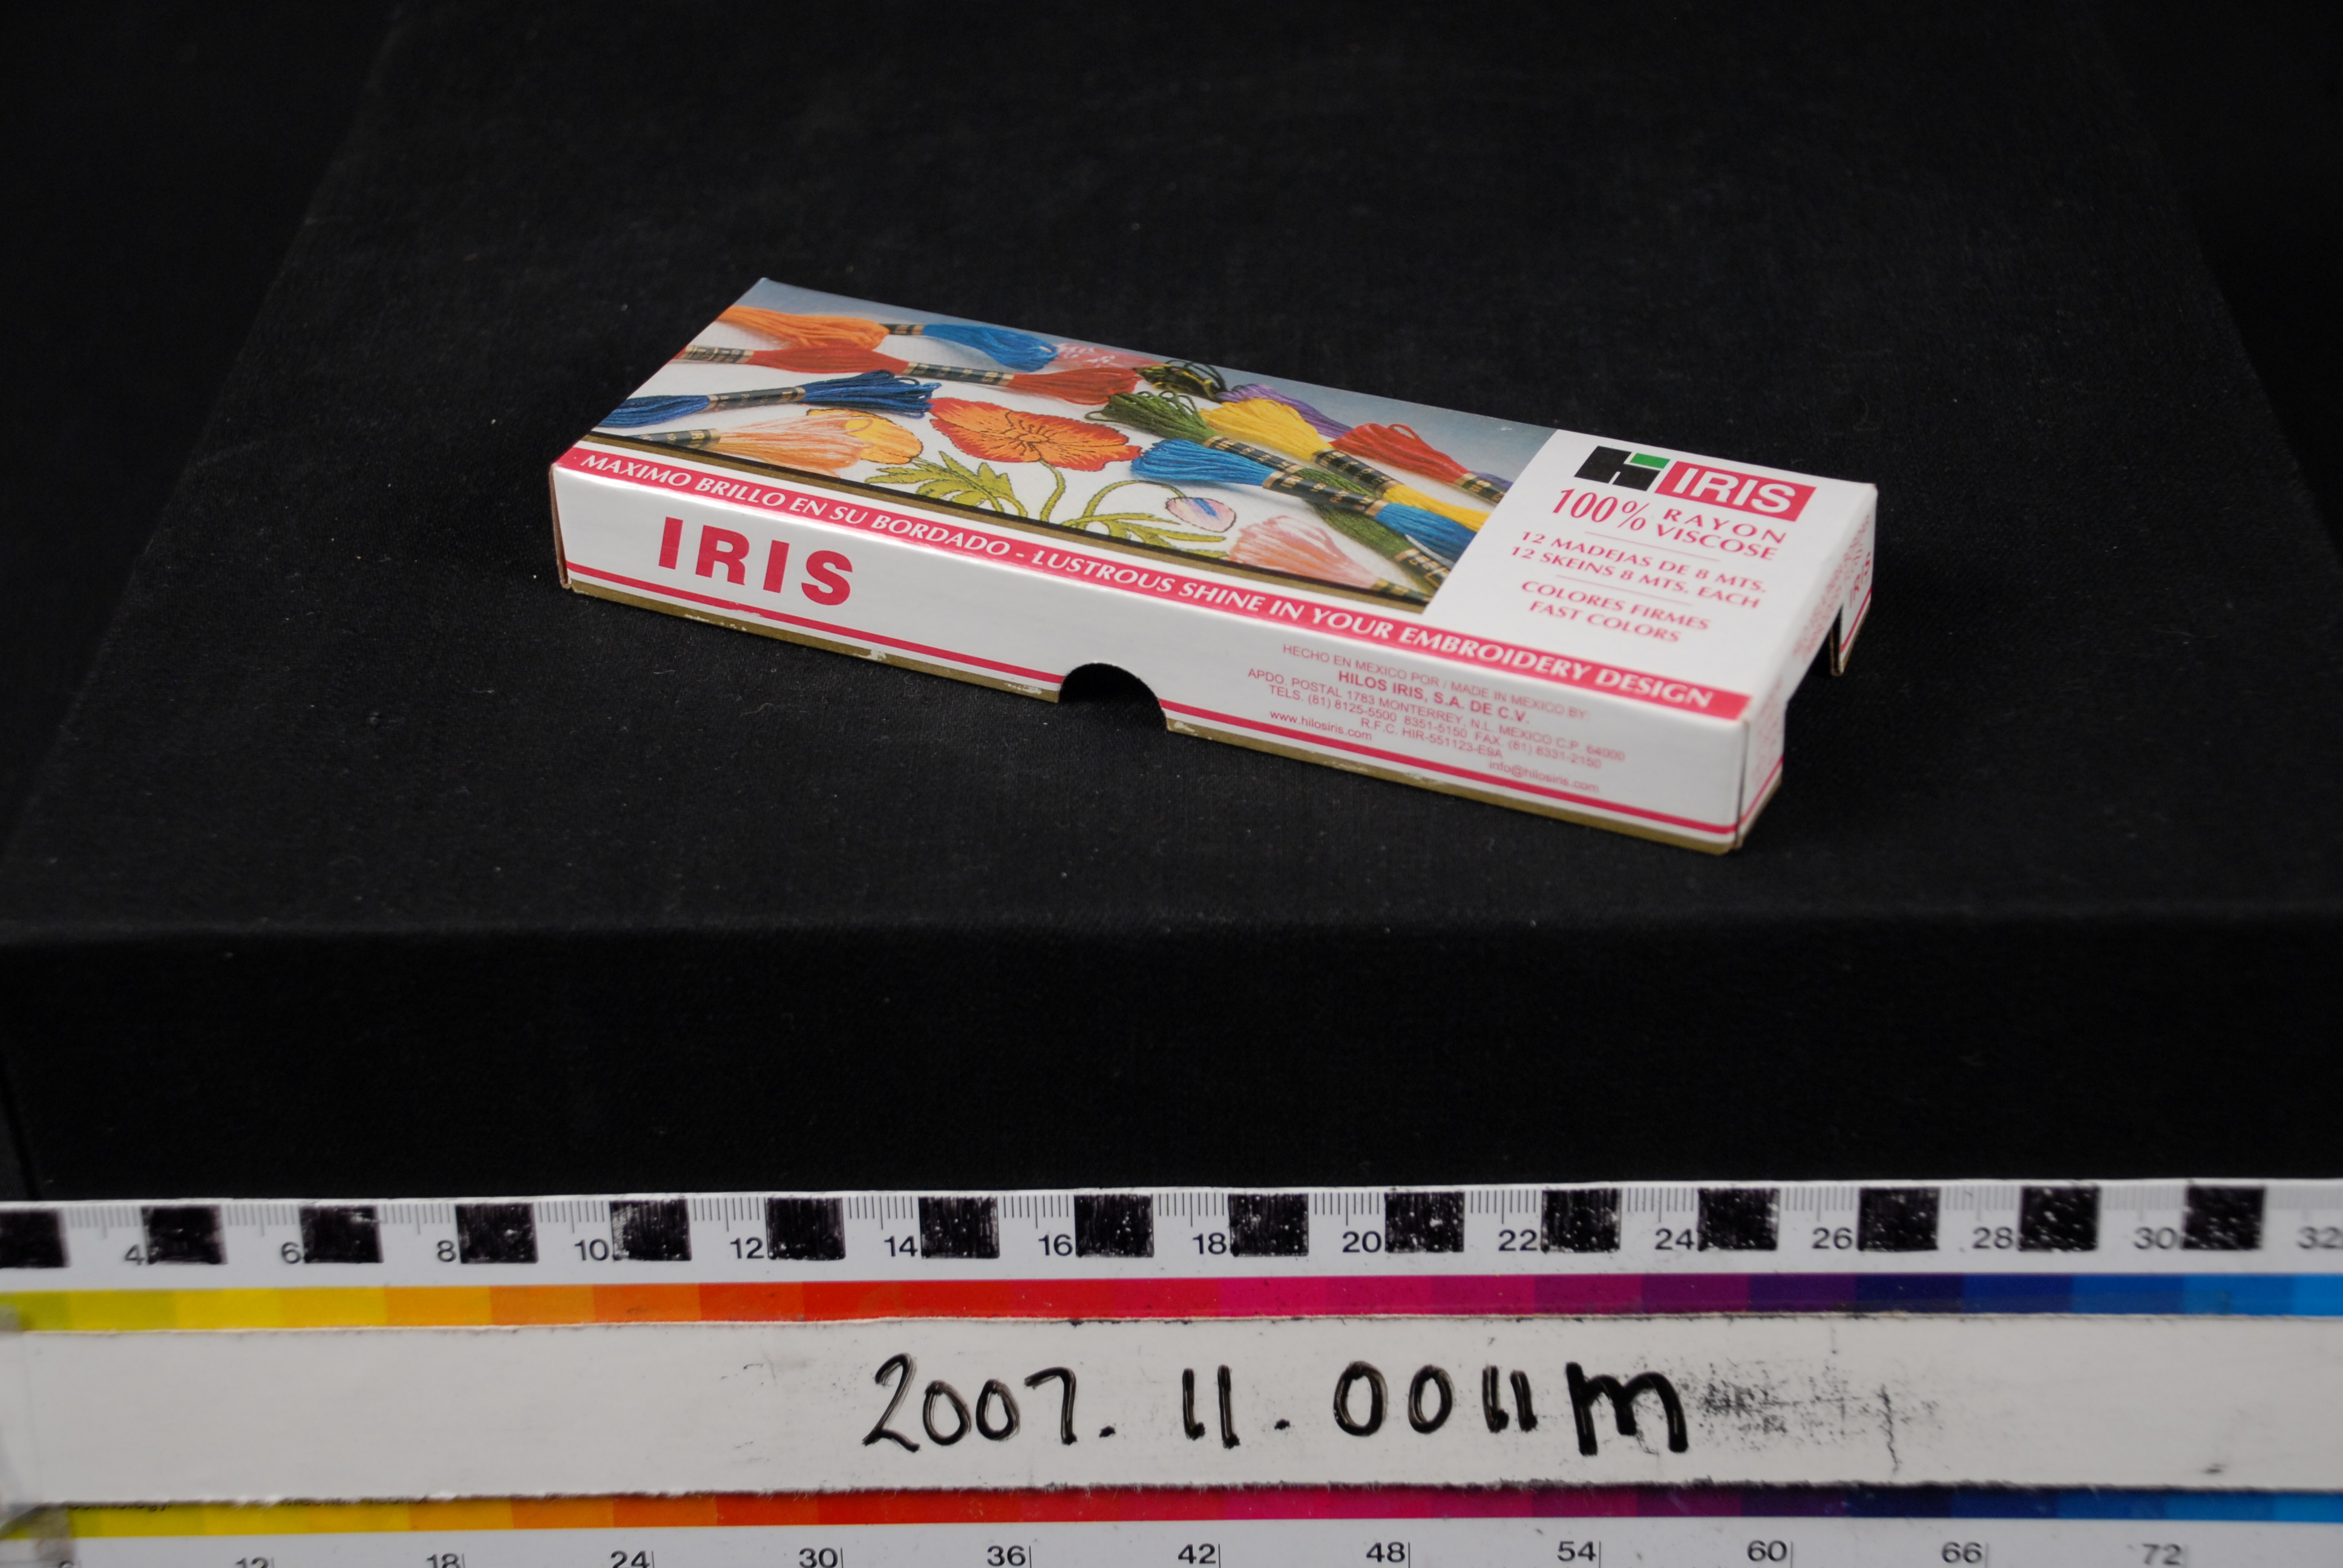 IRIS
100% RAYON VISCOSE
12 MADEJAS DE 8 MTS.
12 SKEINS 8 MTS. EACH
COLORES FIRMES
FAST COLORS
MAXIMO BRILLO EN SU BORDADO - LUSTROUS SHINE IN YOUR EMBROIDERY DESIGN
IRIS
HECHO EN MEXICO POR / MADE IN MEXICO BY:
HILOS IRIS, S.A. DE C.V.
APDO. POSTAL 1783 MONTERREY, N.L. MEXICO C.P. 64000
TELS. (81) 8125-5500 8351-5150 FAX (81) 8331-2150
R.F.C. HIR-551123-E9A
www.hilosiris.com
info@hilosiris.com
4 6 8 10 12 14 16 18 20 22 24 26 28 30 32
2007.11.0011m
12 18 24 30 36 42 48 54 60 66 72